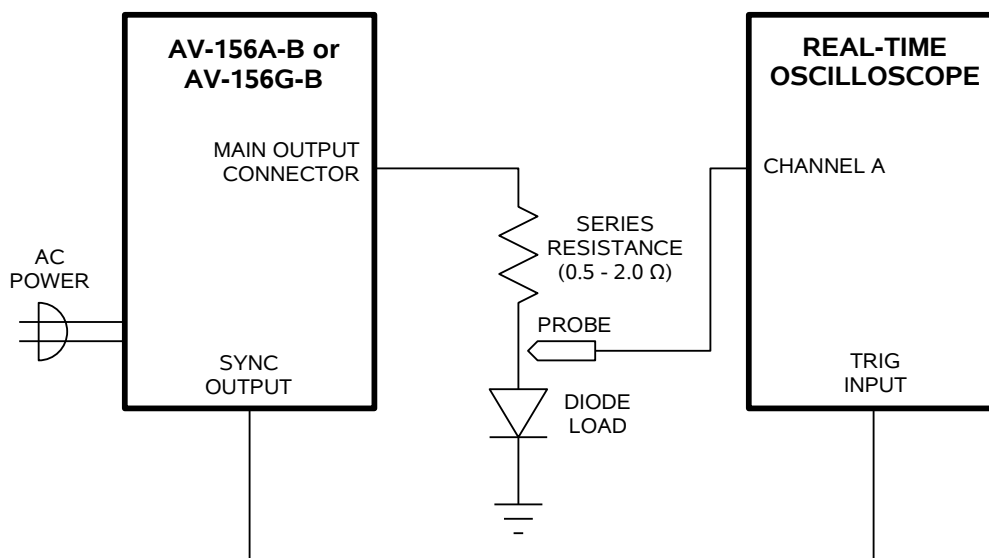 AV-156A-B or
AV-156G-B
MAIN OUTPUT
CONNECTOR
AC
POWER
SYNC
OUTPUT
SERIES
RESISTANCE
(0.5 - 2.0 Ω)
PROBE
DIODE
LOAD
REAL-TIME
OSCILLOSCOPE
CHANNEL A
TRIG
INPUT